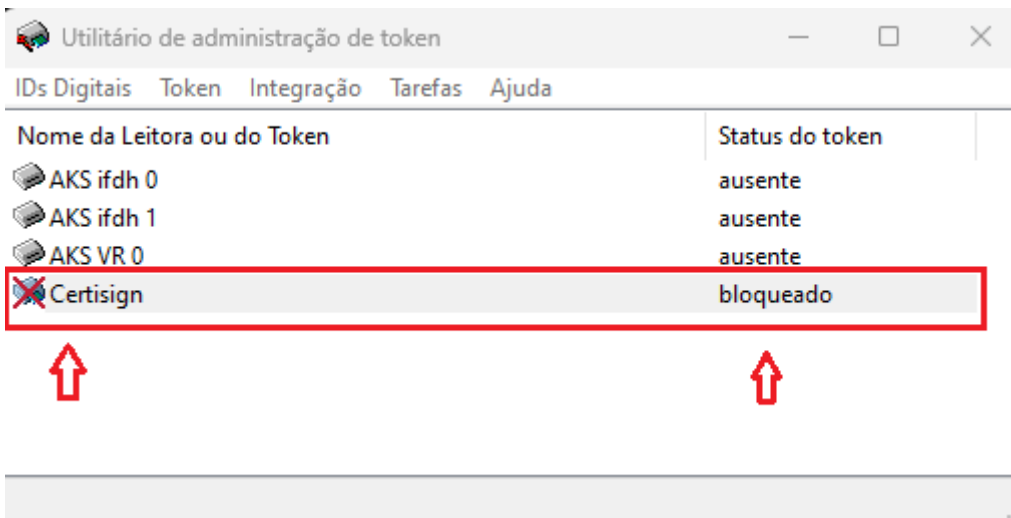 Utilitário de administração de token
IDs Digitais Token Integração Tarefas Ajuda
Nome da Leitora ou do Token Status do token
AKS ifdh 0 ausente
AKS ifdh 1 ausente
AKS VR 0 ausente
Certisign bloqueado